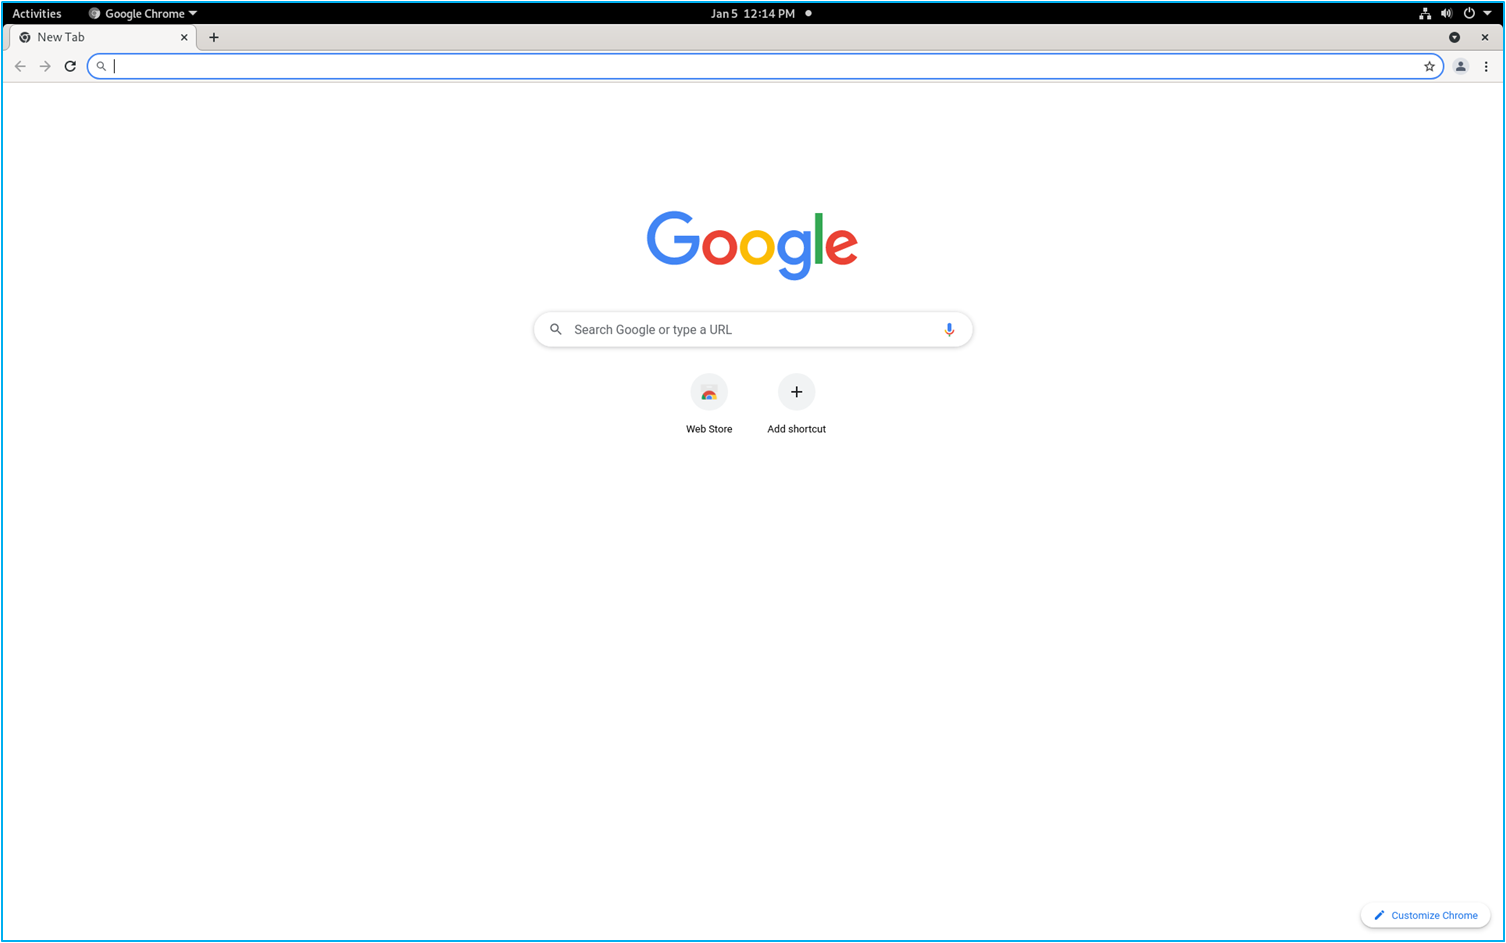 Activities Google Chrome Jan 5 12:14 PM
New Tab
Google
Search Google or type a URL
Web Store Add shortcut
Customize Chrome